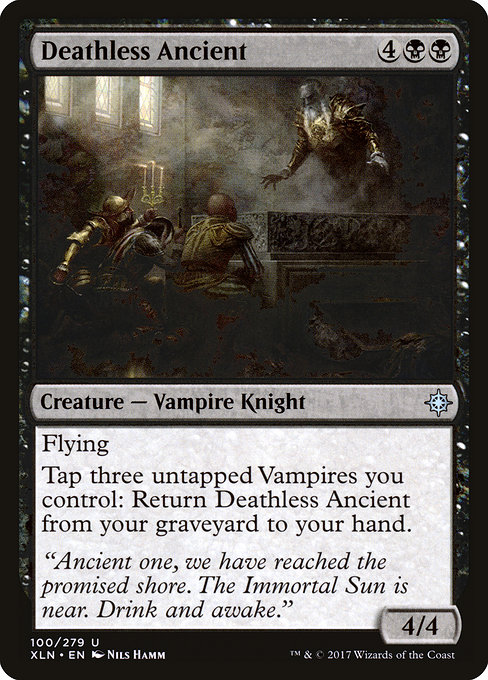 Deathless Ancient 4
Creature — Vampire Knight
Flying
Tap three untapped Vampires you
control: Return Deathless Ancient
from your graveyard to your hand.
“Ancient one, we have reached the
promised shore. The Immortal Sun is
near. Drink and awake.”
4/4
100/279 U
XLN • EN Nils Hamm ™ & © 2017 Wizards of the Coast